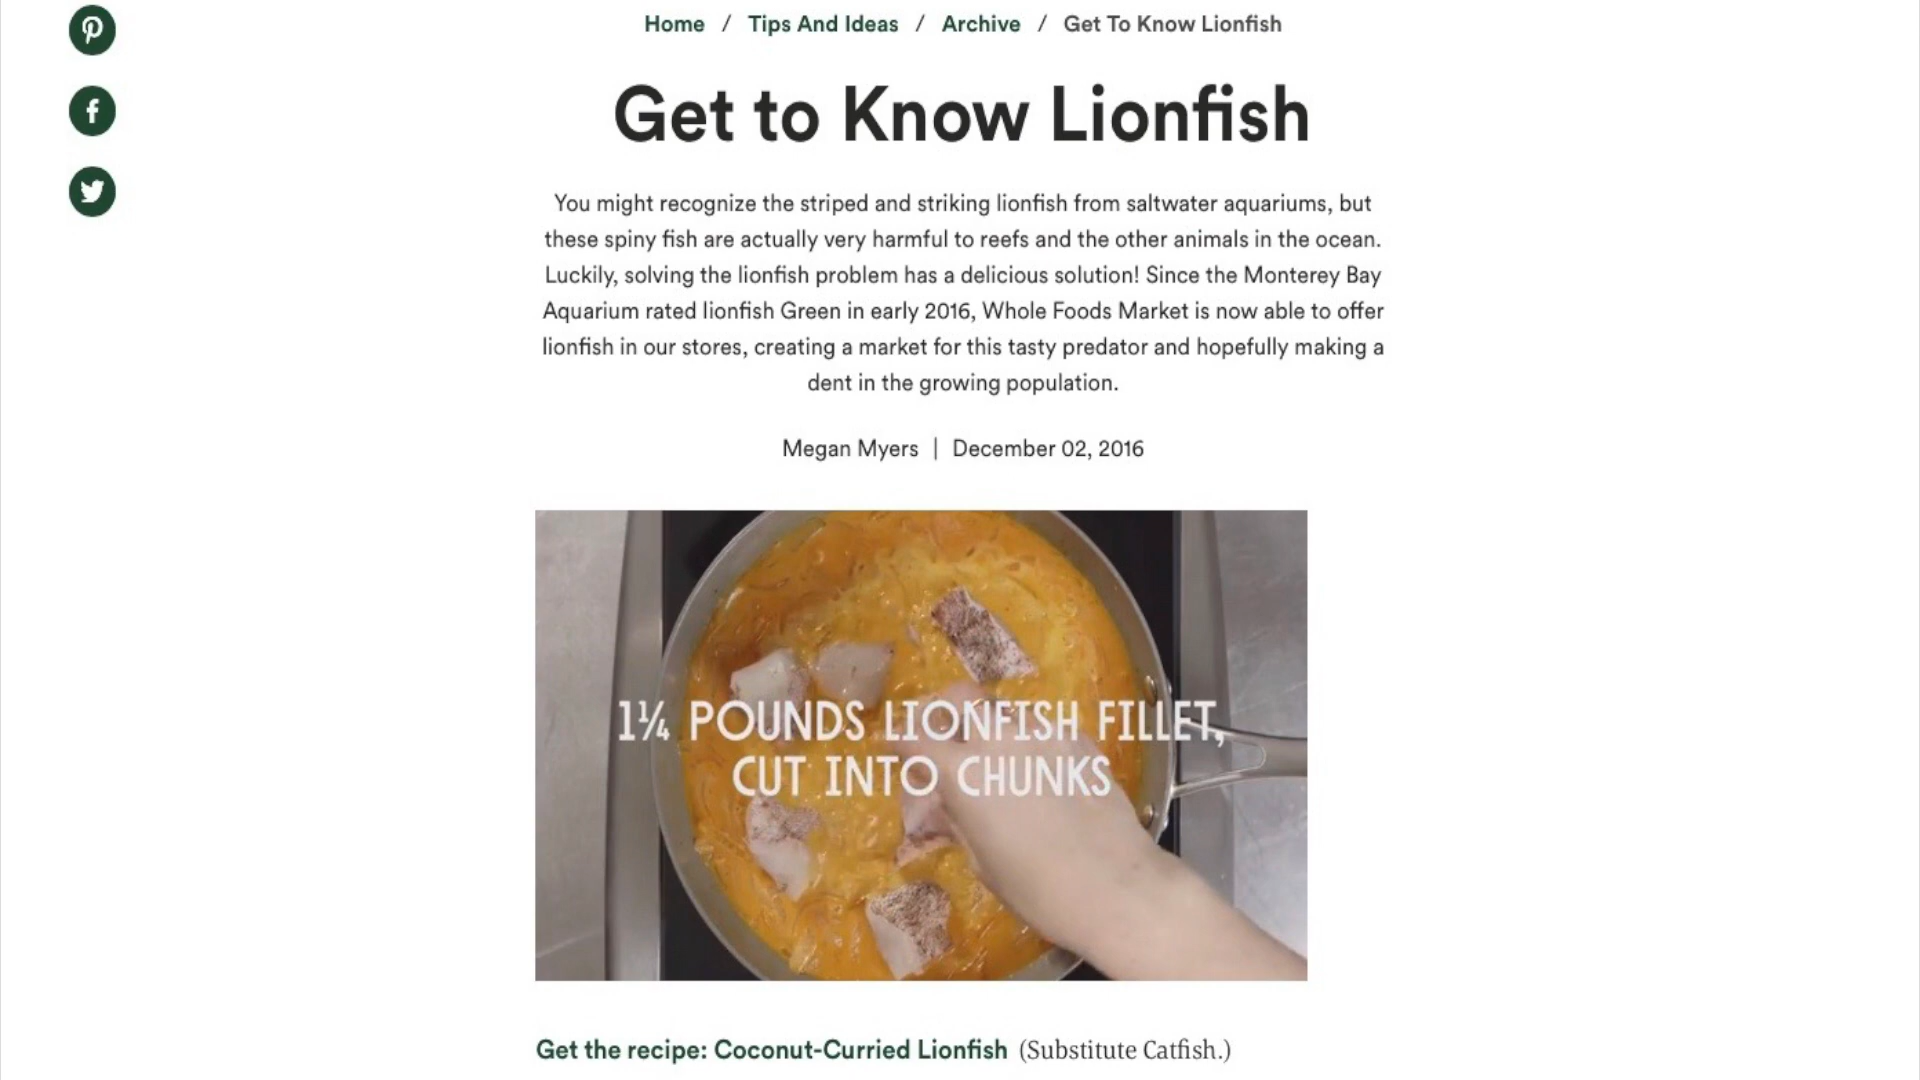 Home / Tips And Ideas / Archive / Get To Know Lionfish
Get to Know Lionfish
You might recognize the striped and striking lionfish from saltwater aquariums, but
these spiny fish are actually very harmful to reefs and the other animals in the ocean.
Luckily, solving the lionfish problem has a delicious solution! Since the Monterey Bay
Aquarium rated lionfish Green in early 2016, Whole Foods Market is now able to offer
lionfish in our stores, creating a market for this tasty predator and hopefully making a
dent in the growing population.
Megan Myers | December 02, 2016
1¼ POUNDS LIONFISH FILLET,
CUT INTO CHUNKS
Get the recipe: Coconut-Curried Lionfish (Substitute Catfish.)